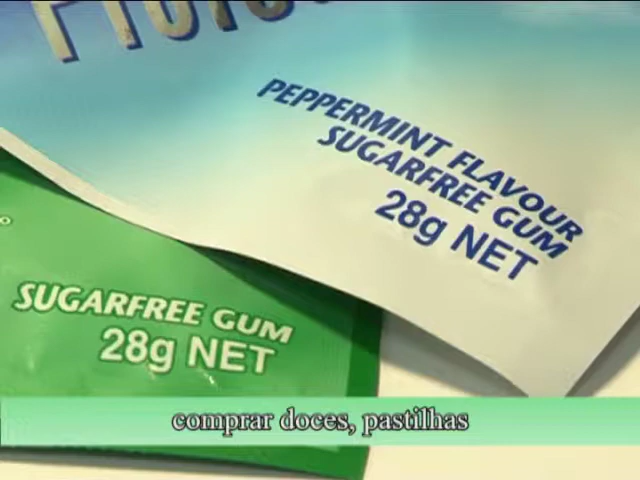 PEPPERMINT FLAVOUR
SUGARFREE GUM
28g NET
SUGARFREE GUM
28g NET
comprar doces, pastilhas